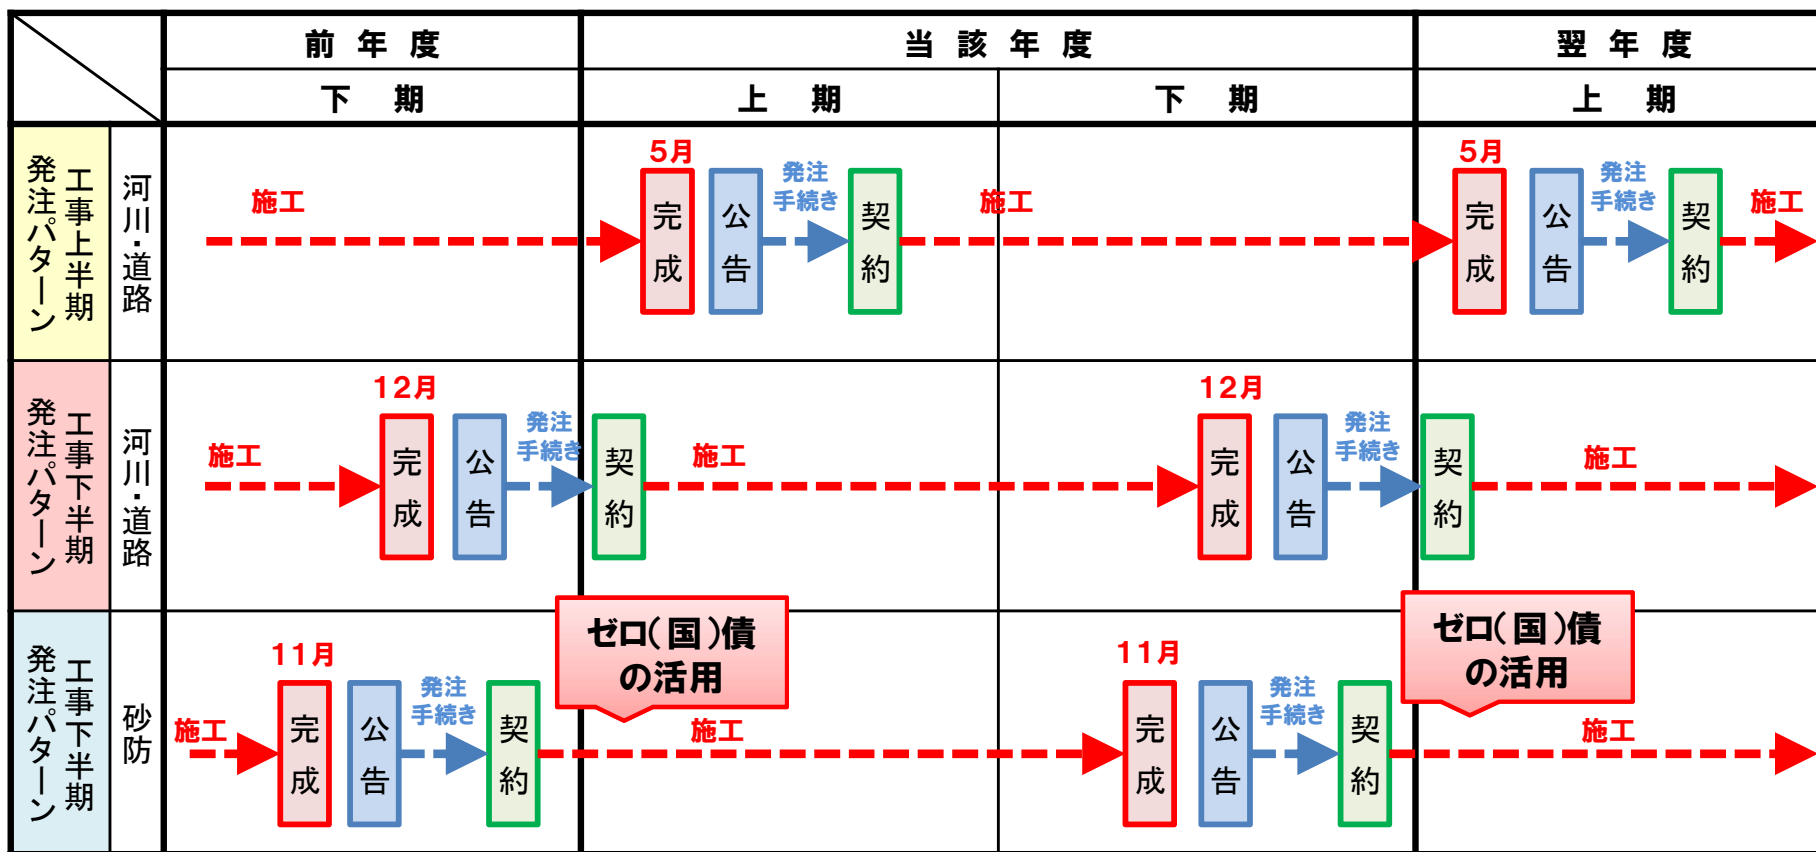 前年度
当該年度
翌年度
下期
上期
下期
上期
工事上半期
発注パターン
河川・道路
施工
5月
完成
公告
発注
手続き
契約
施工
5月
完成
公告
発注
手続き
契約
施工
工事下半期
発注パターン
河川・道路
施工
12月
完成
公告
発注
手続き
契約
施工
12月
完成
公告
発注
手続き
契約
施工
工事下半期
発注パターン
砂防
施工
11月
完成
公告
発注
手続き
契約
ゼロ(国)債
の活用
施工
11月
完成
公告
発注
手続き
契約
ゼロ(国)債
の活用
施工